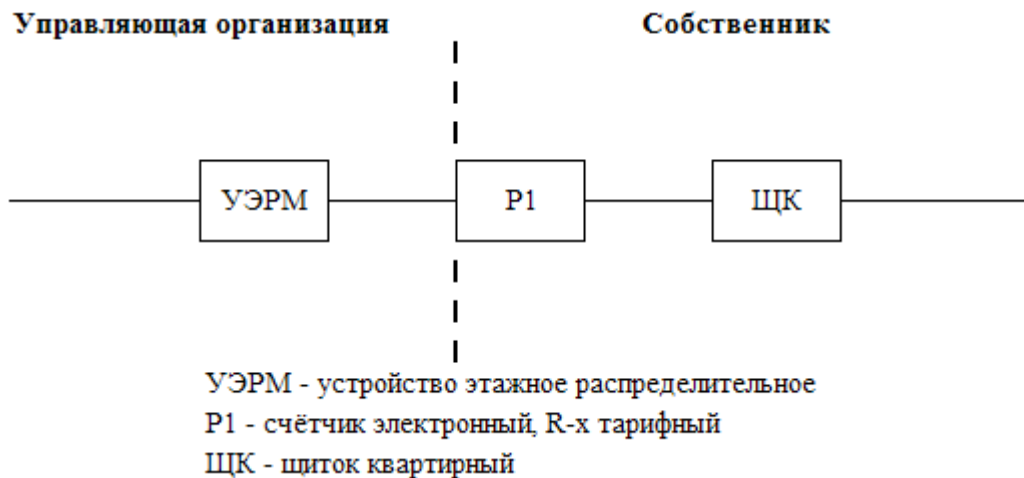 Управляющая организация Собственник
УЭРМ Р1 ЩК
УЭРМ - устройство этажное распределительное
Р1 - счётчик электронный, R-х тарифный
ЩК - щиток квартирный